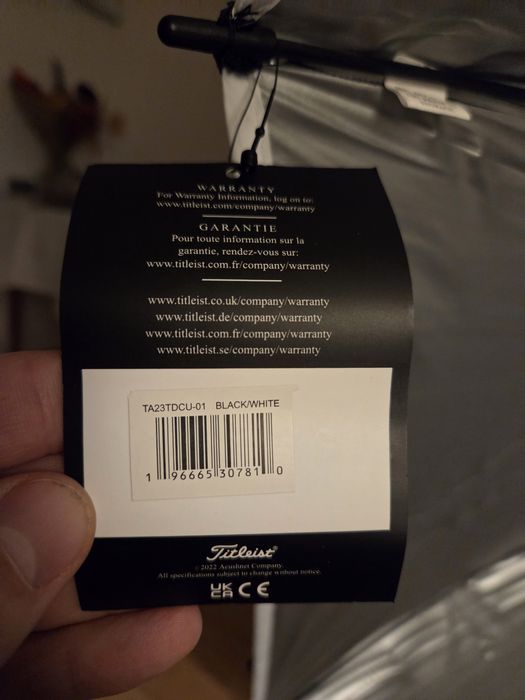 WARRANTY
For Warranty Information, log on to:
www.titleist.com/company/warranty
GARANTIE
Pour toute information sur la
garantie, rendez-vous sur:
www.titleist.com.fr/company/warranty
www.titleist.co.uk/company/warranty
www.titleist.de/company/warranty
www.titleist.com.fr/company/warranty
www.titleist.se/company/warranty
TA23TDCU-01 BLACK/WHITE
1 96665 30781 0
Titleist®
©2022 Acushnet Company.
All specifications subject to change without notice.
UK
CA CE